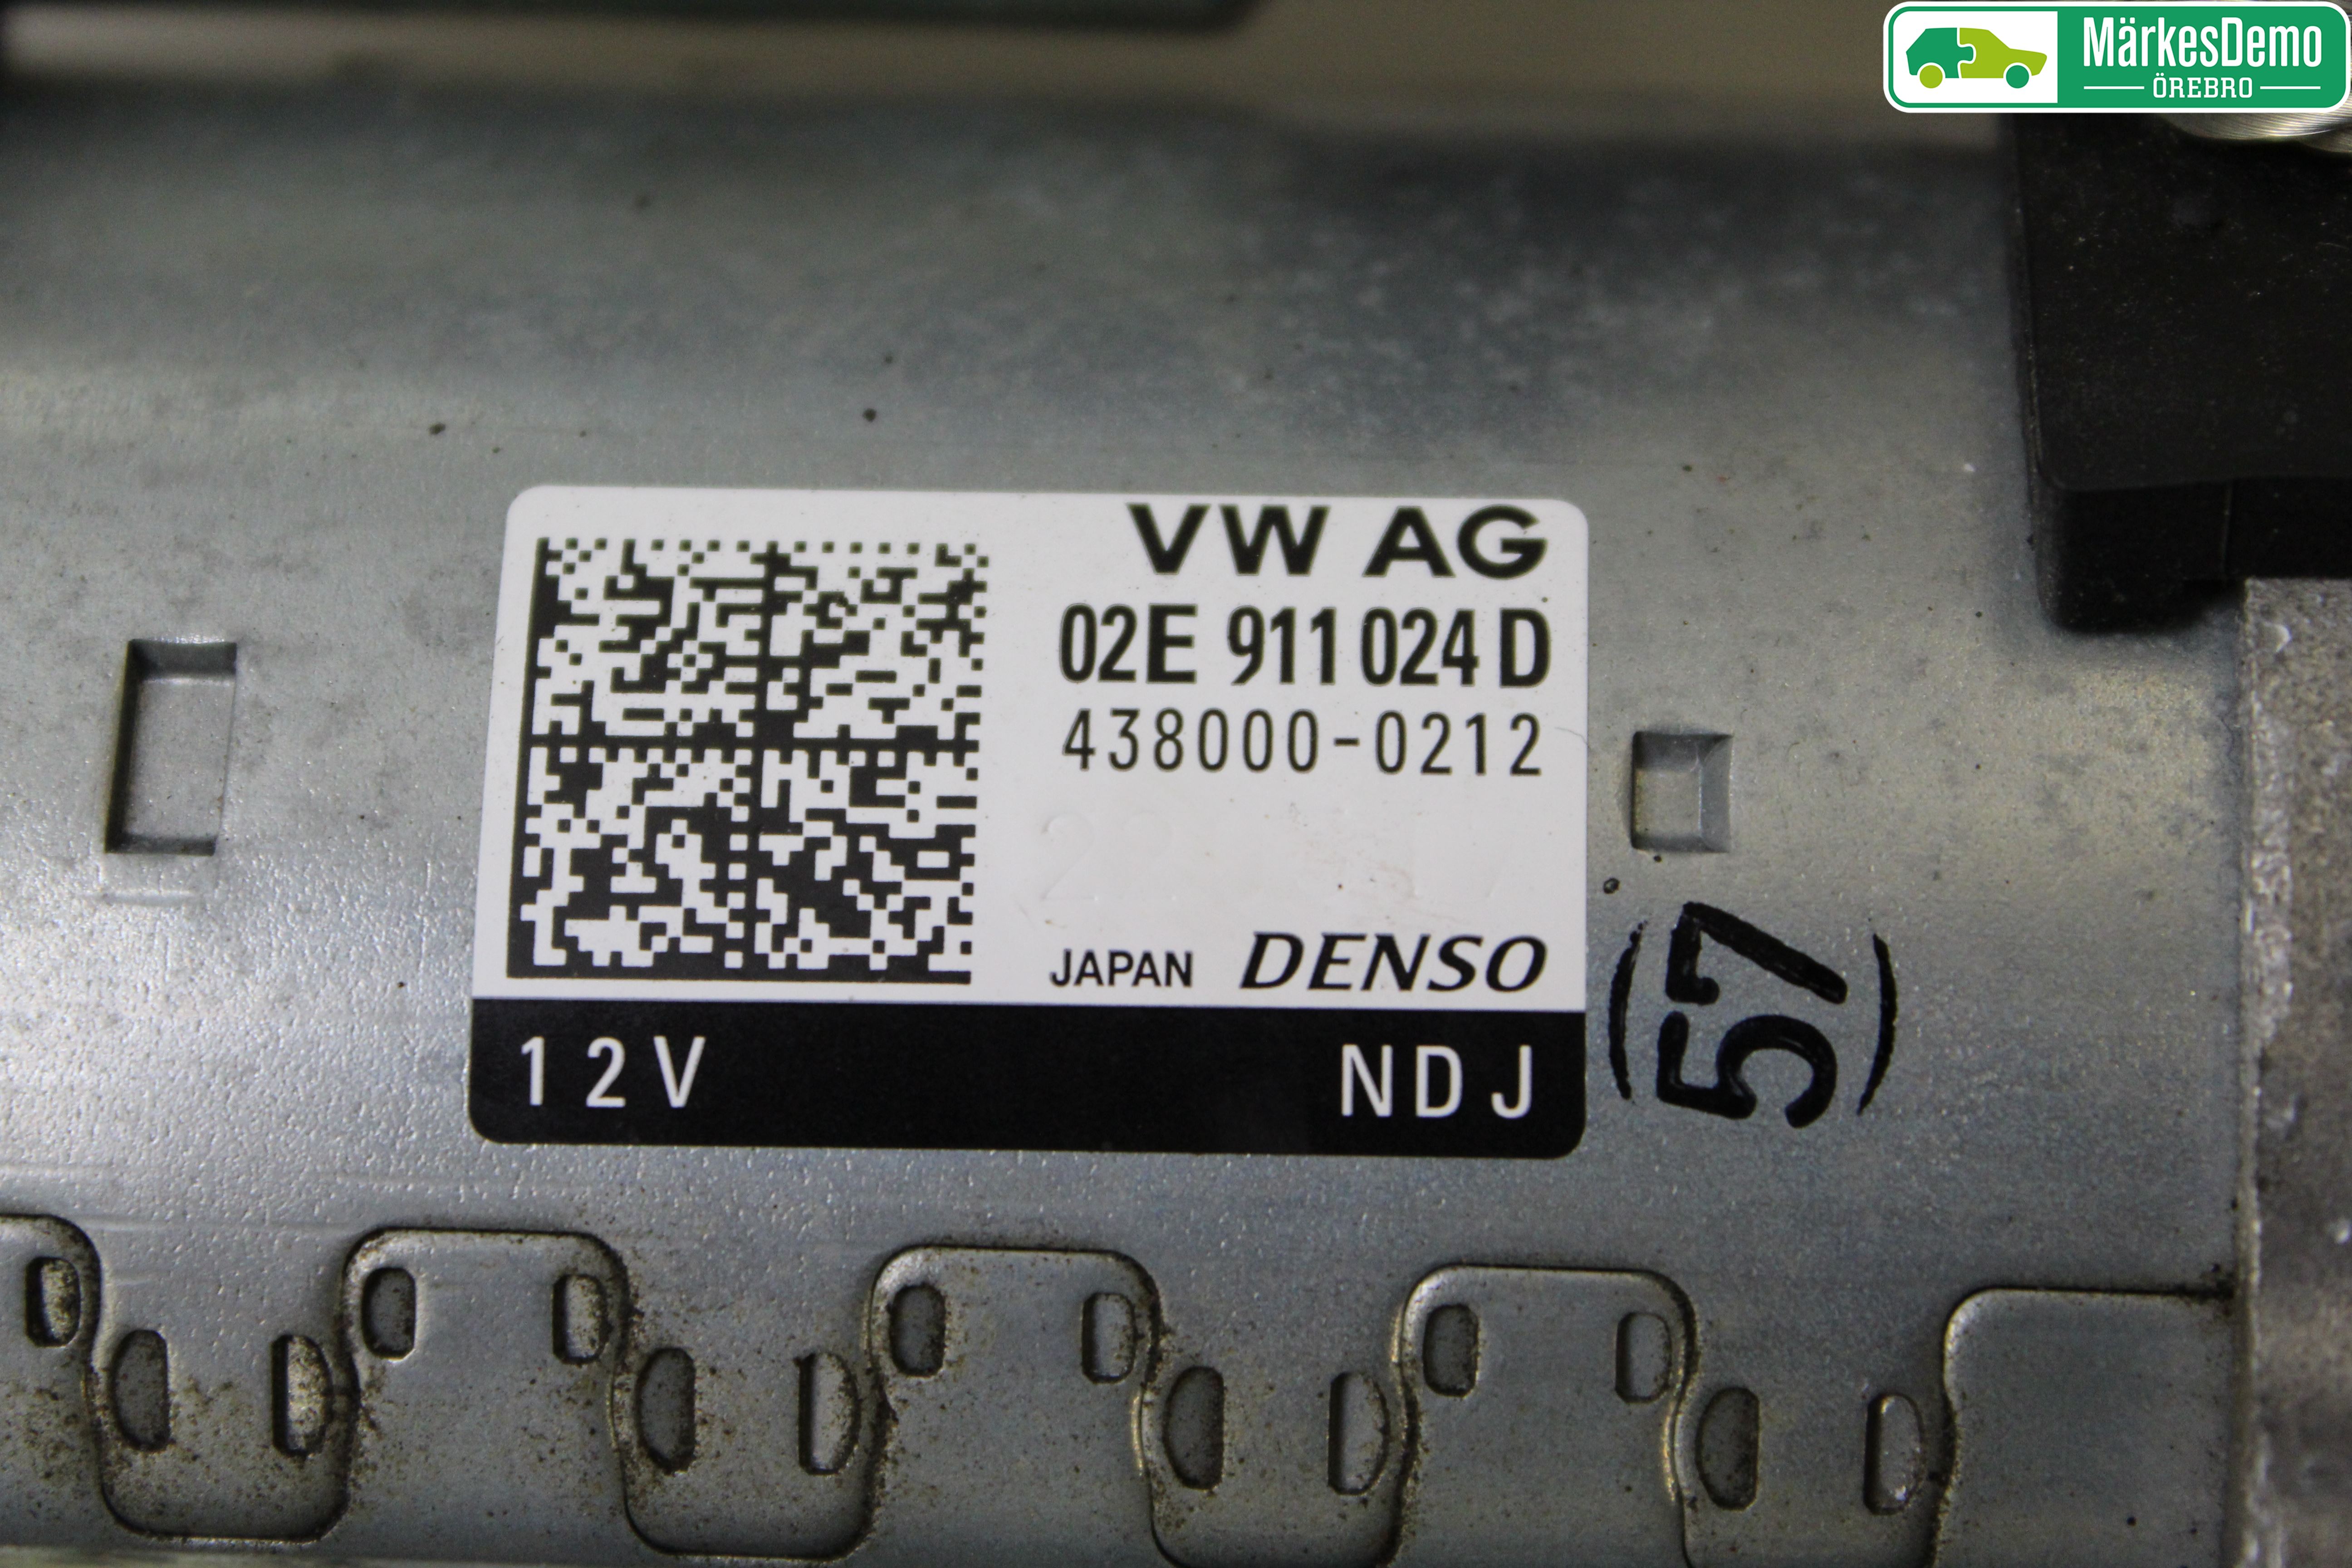 MärkesDemo
ÖREBRO
VW AG
02E 911 024 D
438000-0212
JAPAN DENSO
12V NDJ
(57)